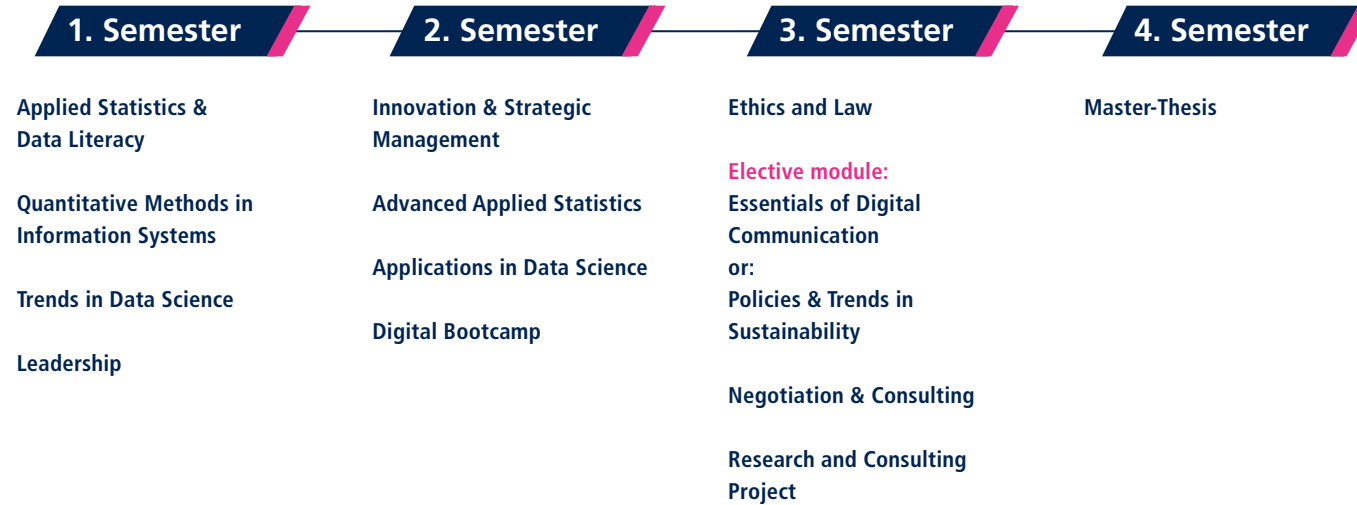 1. Semester
Applied Statistics &
Data Literacy
Quantitative Methods in
Information Systems
Trends in Data Science
Leadership
2. Semester
Innovation & Strategic
Management
Advanced Applied Statistics
Applications in Data Science
Digital Bootcamp
3. Semester
Ethics and Law
Elective module:
Essentials of Digital
Communication
or:
Policies & Trends in
Sustainability
Negotiation & Consulting
Research and Consulting
Project
4. Semester
Master-Thesis